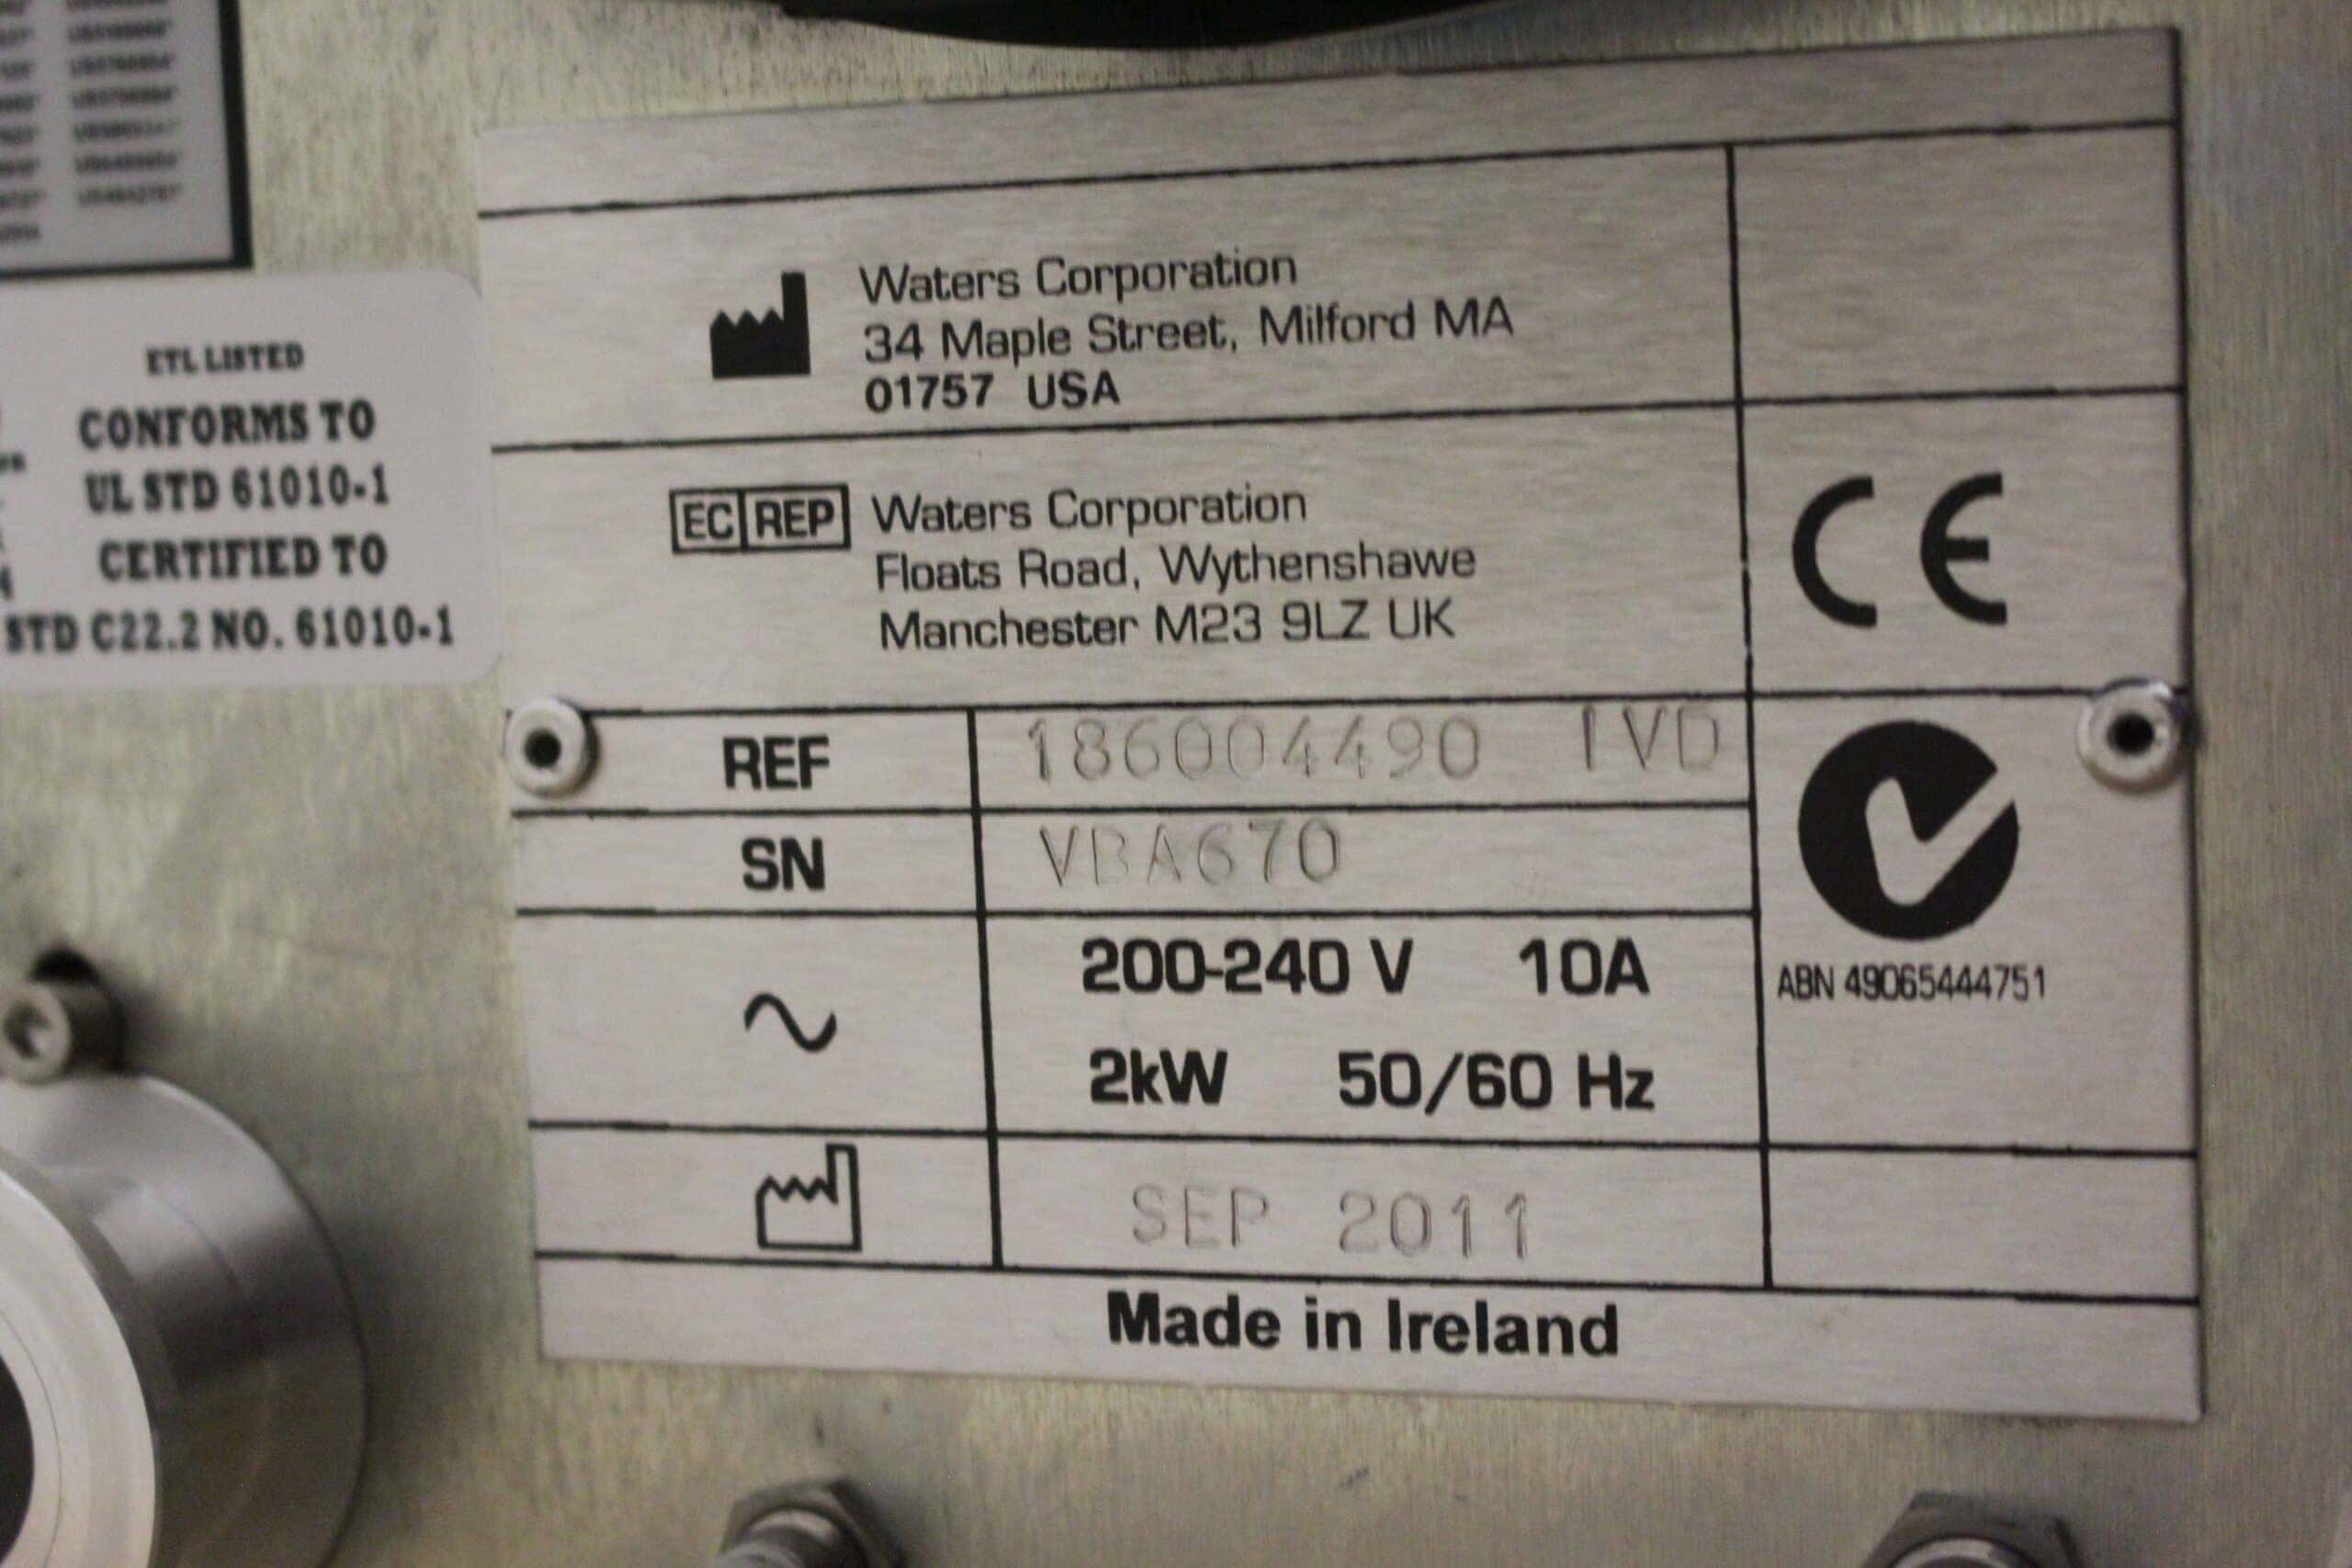 ETL LISTED
CONFORMS TO
UL STD 61010-1
CERTIFIED TO
STD C22.2 NO. 61010-1
Waters Corporation
34 Maple Street, Milford MA
01757 USA
EC REP Waters Corporation
Floats Road, Wythenshawe
Manchester M23 9LZ UK
CE
REF 186004490 IVD
SN VBA670
200-240 V 10A
2kW 50/60 Hz
ABN 49065444751
SEP 2011
Made in Ireland